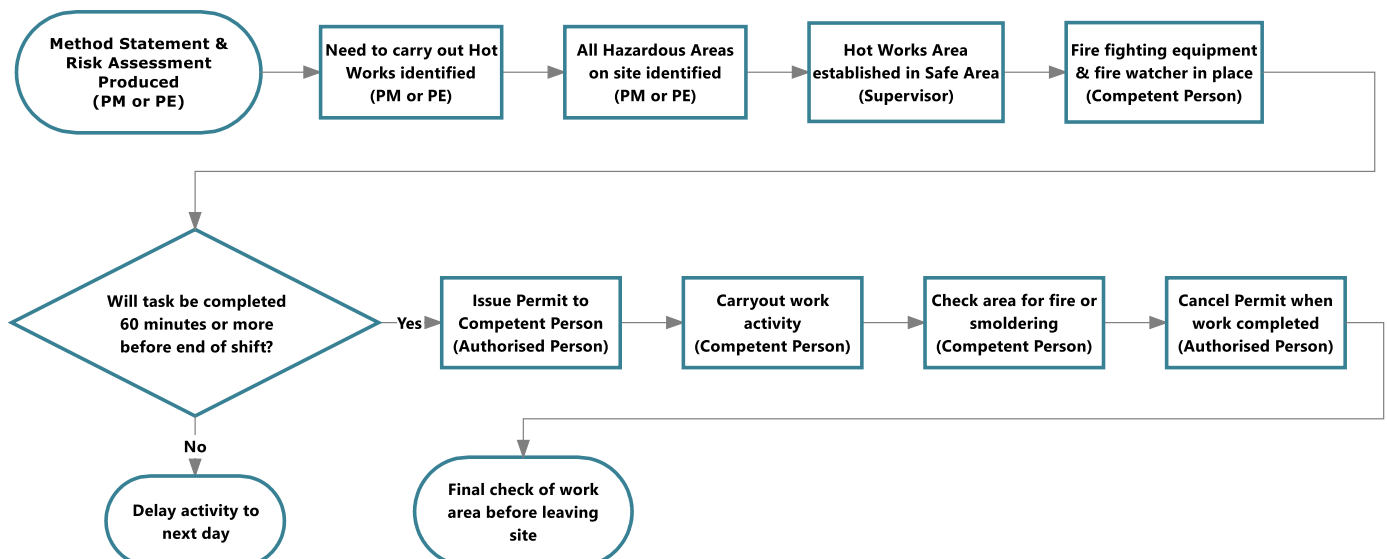 Method Statement &
Risk Assessment
Produced
(PM or PE)
Need to carry out Hot
Works identified
(PM or PE)
All Hazardous Areas
on site identified
(PM or PE)
Hot Works Area
established in Safe Area
(Supervisor)
Fire fighting equipment
& fire watcher in place
(Competent Person)
Will task be completed
60 minutes or more
before end of shift?
Yes
Issue Permit to
Competent Person
(Authorised Person)
Carryout work
activity
(Competent Person)
Check area for fire or
smoldering
(Competent Person)
Cancel Permit when
work completed
(Authorised Person)
No
Delay activity to
next day
Final check of work
area before leaving
site